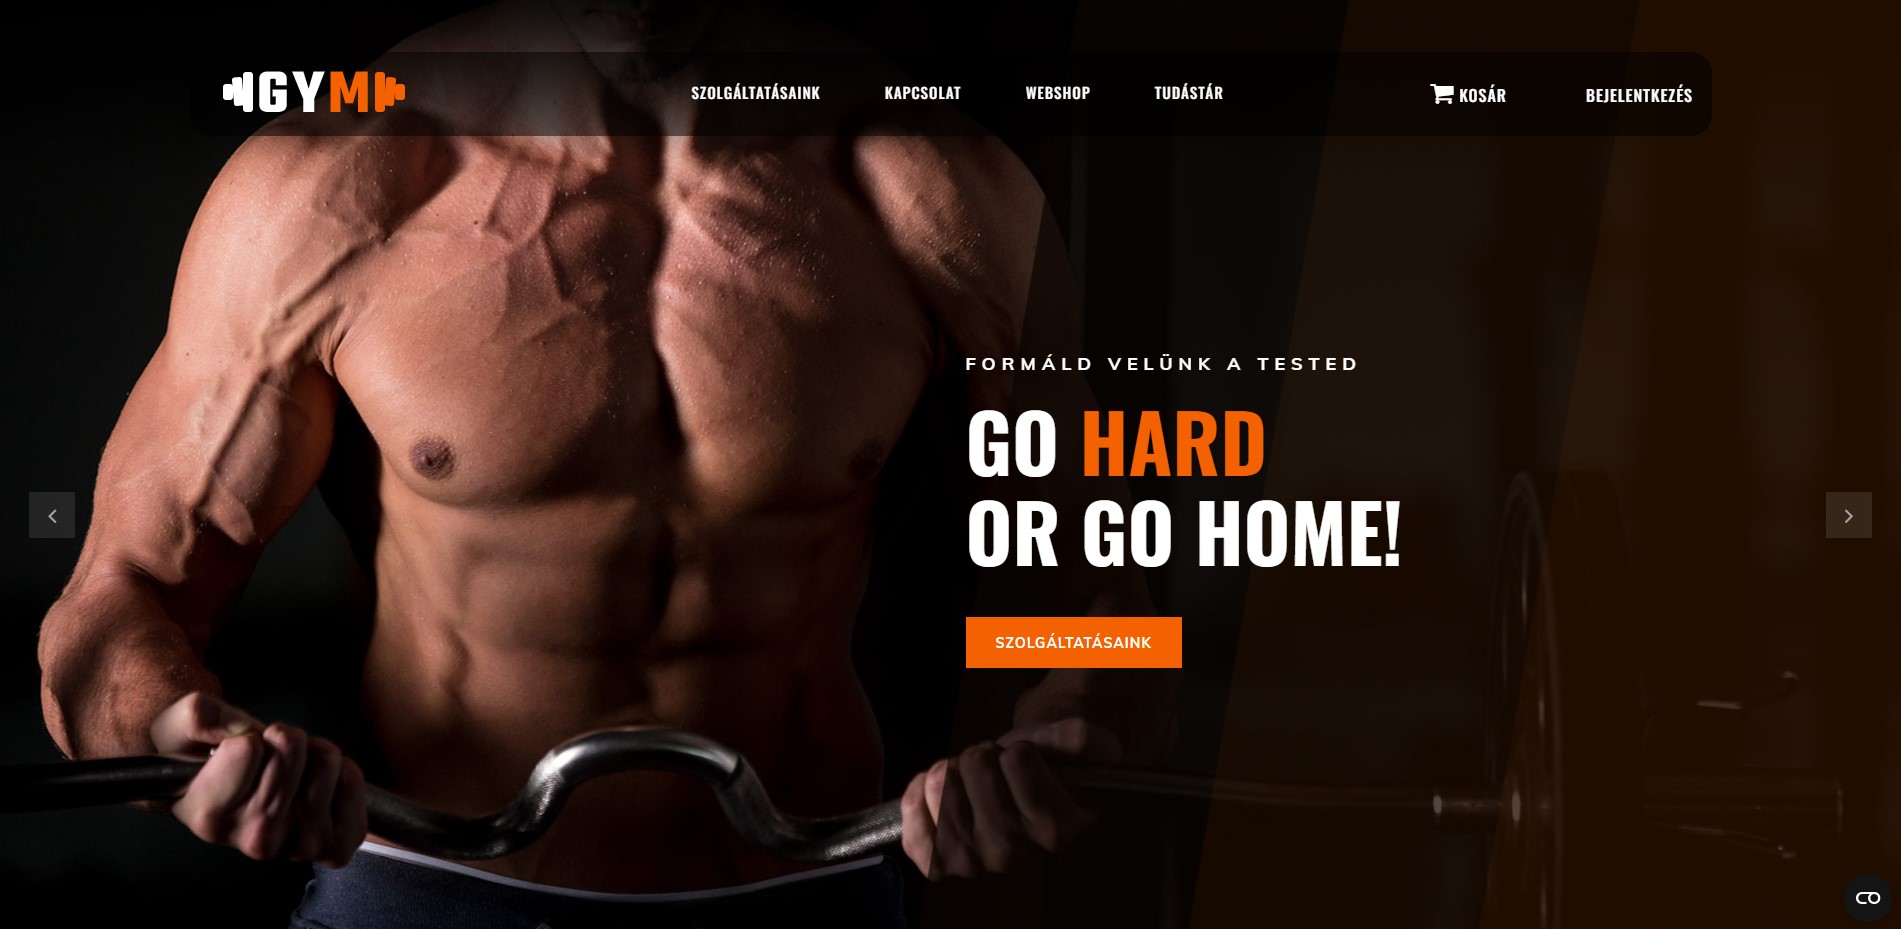 GYM
SZOLGÁLTATÁSAINK
KAPCSOLAT
WEBSHOP
TUDÁSTÁR
KOSÁR
BEJELENTKEZÉS
FORMÁLD VELÜNK A TESTED
GO HARD
OR GO HOME!
SZOLGÁLTATÁSAINK